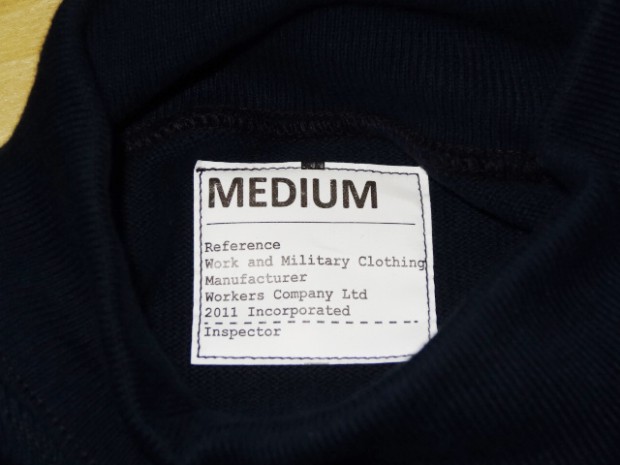 MEDIUM
Reference
Work and Military Clothing
Manufacturer
Workers Company Ltd
2011 Incorporated
Inspector